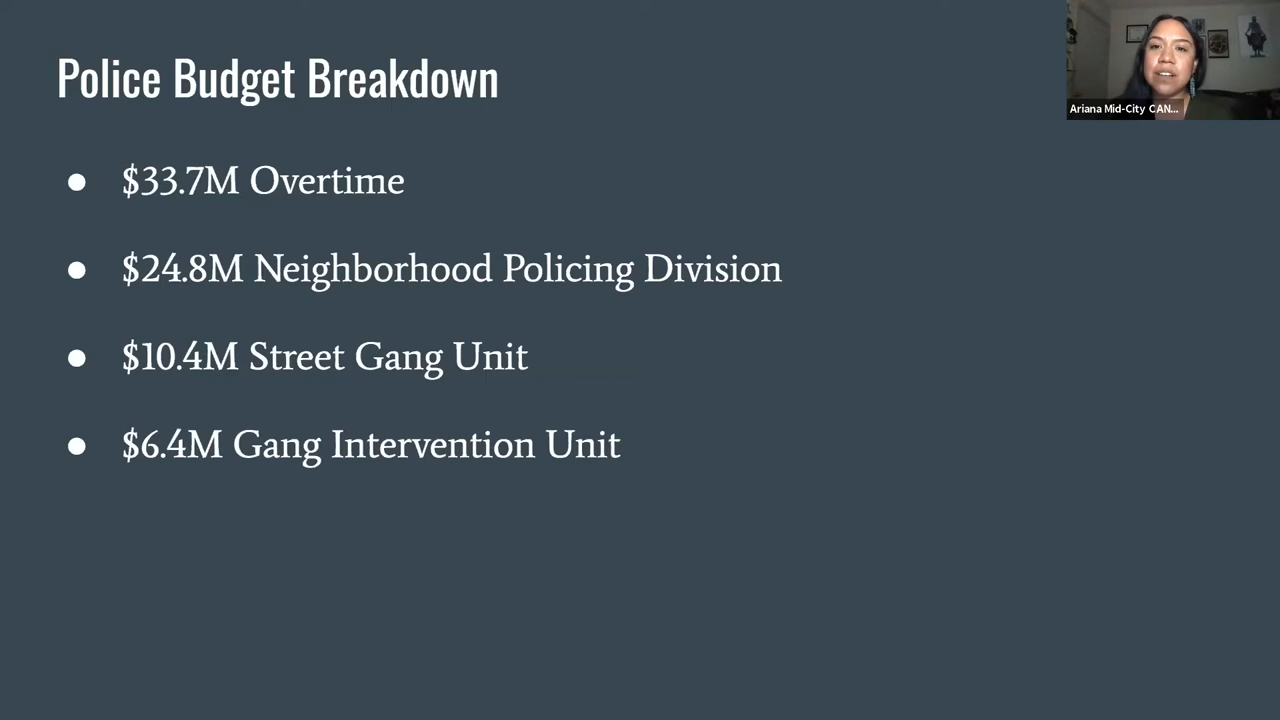 Police Budget Breakdown
Ariana Mid-City CAN...
● $33.7M Overtime
● $24.8M Neighborhood Policing Division
● $10.4M Street Gang Unit
● $6.4M Gang Intervention Unit